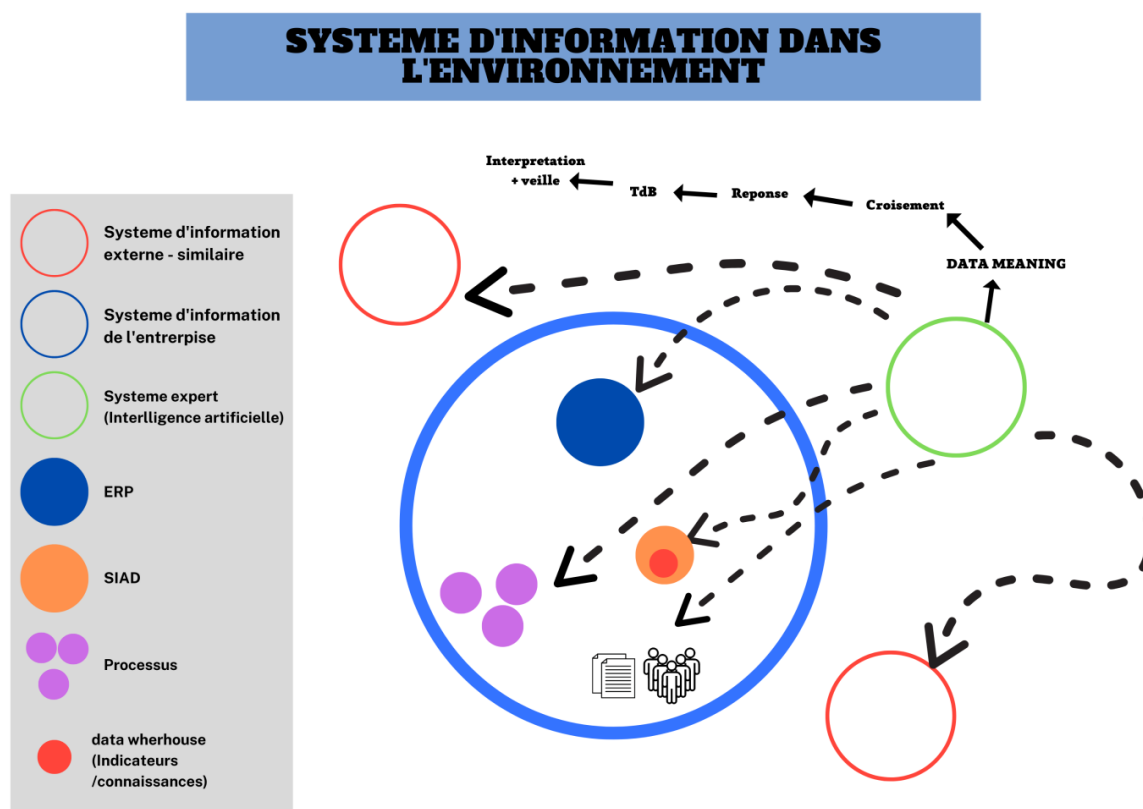 SYSTEME D'INFORMATION DANS
L'ENVIRONNEMENT
Interpretation
+ veille
TdB
Reponse
Croisement
DATA MEANING
Systeme d'information
externe - similaire
Systeme d'information
de l'entrerpise
Systeme expert
(Interlligence artificielle)
ERP
SIAD
Processus
data wherhouse
(Indicateurs
/connaissances)